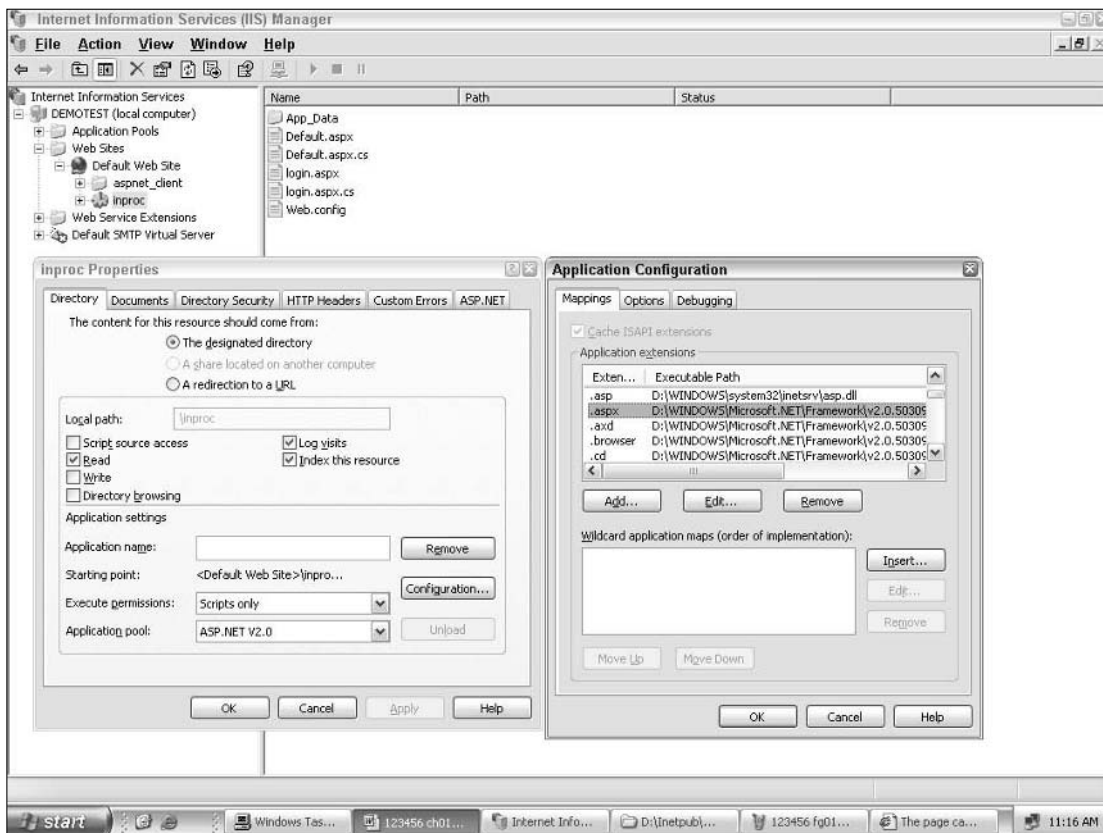 Internet Information Services (IIS) Manager
File Action View Window Help
Internet Information Services
DEMOTEST (local computer)
Application Pools
Web Sites
Default Web Site
aspnet_client
inproc
Web Service Extensions
Default SMTP Virtual Server
Name Path Status
App_Data
Default.aspx
Default.aspx.cs
login.aspx
login.aspx.cs
Web.config
inproc Properties
Directory Documents Directory Security HTTP Headers Custom Errors ASP.NET
The content for this resource should come from:
The designated directory
A share located on another computer
A redirection to a URL
Local path: \inproc
Script source access
Read
Write
Directory browsing
Log visits
Index this resource
Application settings
Application name: Remove
Starting point: <Default Web Site>\inpro...
Configuration...
Execute permissions: Scripts only
Application pool: ASP.NET V2.0 Unload
OK Cancel Apply Help
Application Configuration
Mappings Options Debugging
Cache ISAPI extensions
Application extensions
Exten... Executable Path
.asp D:\WINDOWS\system32\inetsrv\asp.dll
.aspx D:\WINDOWS\Microsoft.NET\Framework\v2.0.5030
.axd D:\WINDOWS\Microsoft.NET\Framework\v2.0.5030
.browser D:\WINDOWS\Microsoft.NET\Framework\v2.0.5030
.cd D:\WINDOWS\Microsoft.NET\Framework\v2.0.5030
Add... Edit... Remove
Wildcard application maps (order of implementation):
Insert...
Edit...
Remove
Move Up Move Down
OK Cancel Help
start Windows Tas... 123456 ch01... Internet Info... D:\Inetpub\... 123456 fg01... The page ca... 11:16 AM